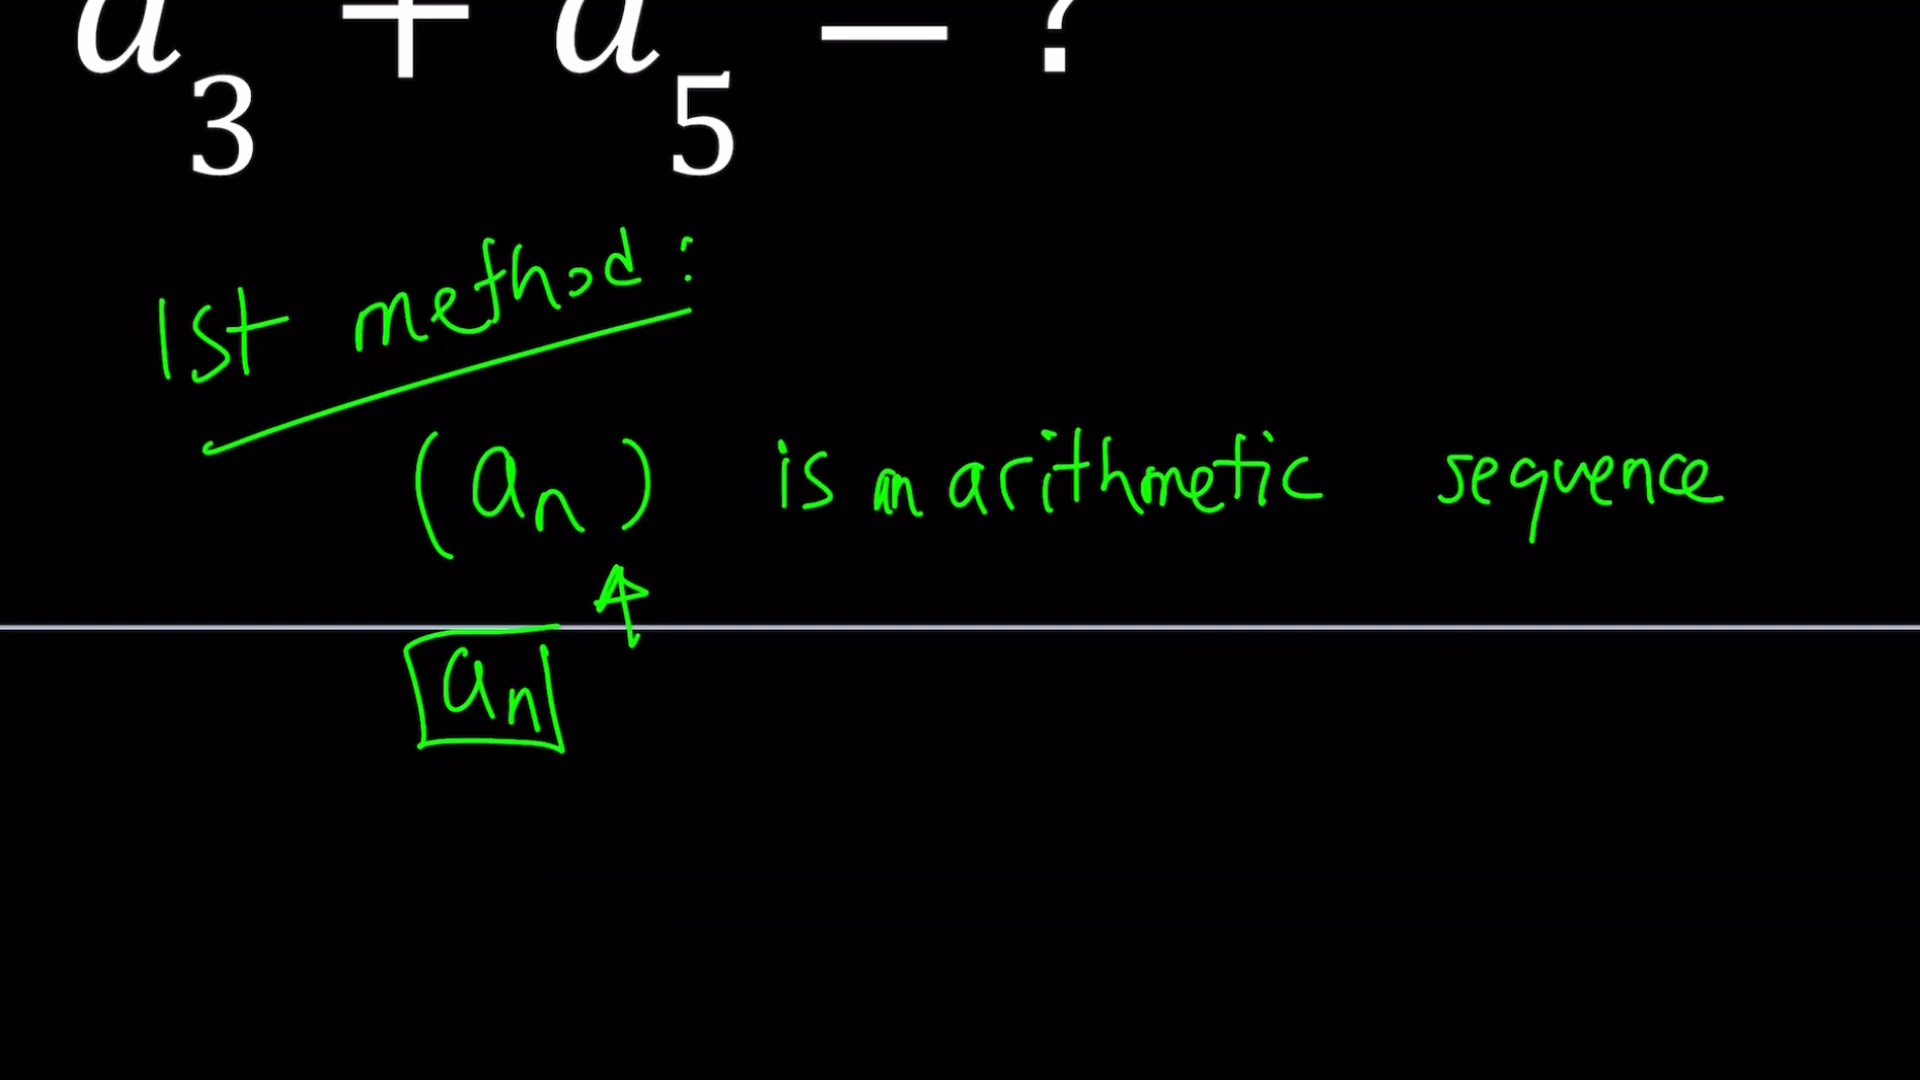 a₃ + a₅ = ?
1st method:
(aₙ) is an arithmetic sequence
aₙ